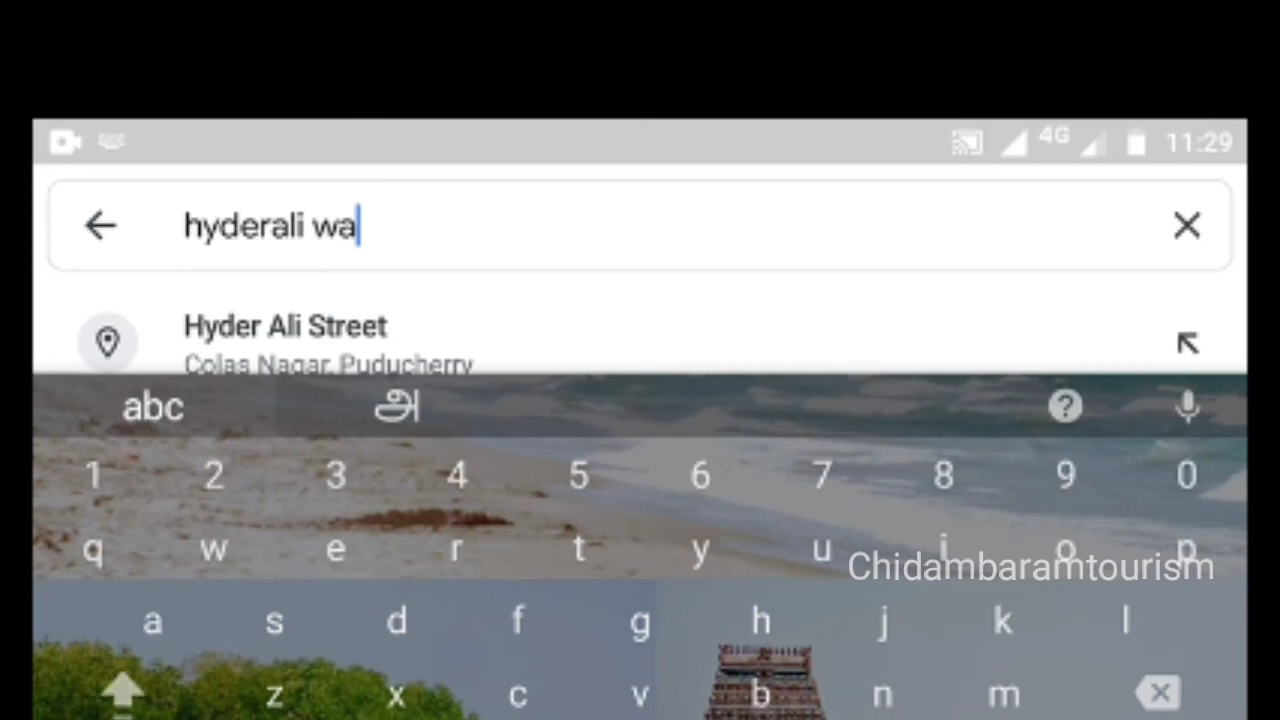 4G 11:29
hyderali wa
Hyder Ali Street
Colas Nagar, Puducherry
abc அ ?
1 2 3 4 5 6 7 8 9 0
q w e r t y u i o p
Chidambaramtourism
a s d f g h j k l
z x c v b n m